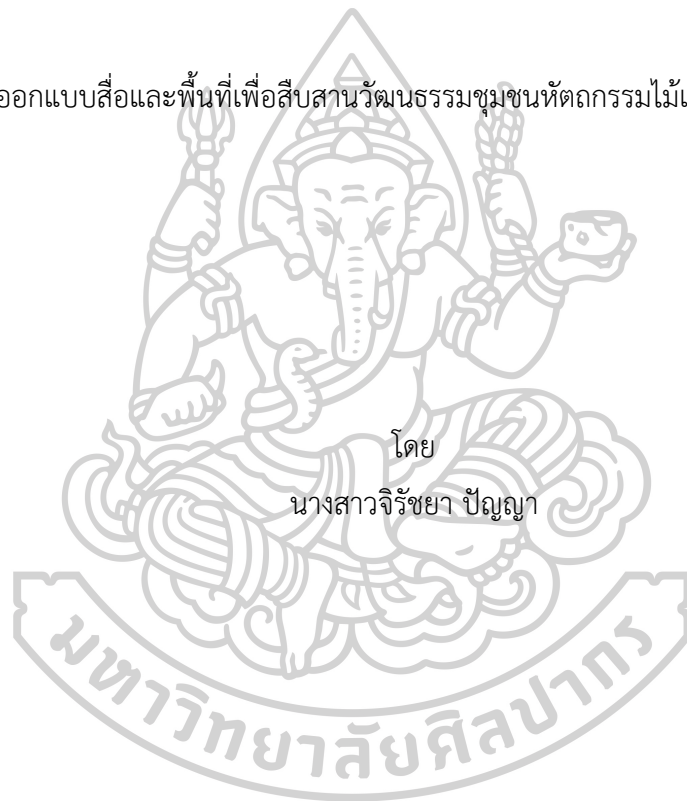 ออกแบบสื่อและพื้นที่เพื่อสืบสานวัฒนธรรมชุมชนหัตถกรรมไม้
โดย
นางสาวจิรัชยา ปัญญา
มหาวิทยาลัยศิลปากร